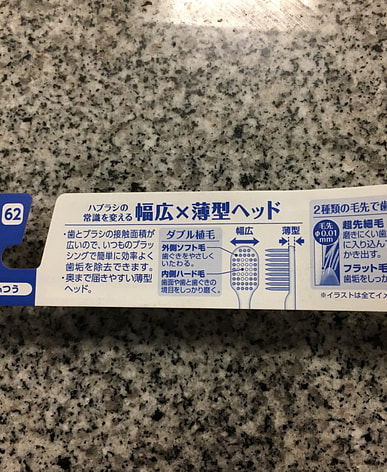 62
つう
ハブラシの
常識を変える 幅広×薄型ヘッド
・歯とブラシの接触面積が
広いので、いつものブラッ
シングで簡単に効率よく
歯垢を除去できます。
・奥まで届きやすい薄型
ヘッド。
ダブル植毛
外側ソフト毛
歯ぐきをやさしく
いたわる。
内側ハード毛
歯面や歯と歯ぐきの
境目をしっかり磨く。
幅広
薄型
2種類の毛先で歯
毛先
φ0.01
mm
超先細毛
磨きにくい歯
に入り込んで
かき出す。
フラット毛
歯垢をしっか
※イラストは全てイメ